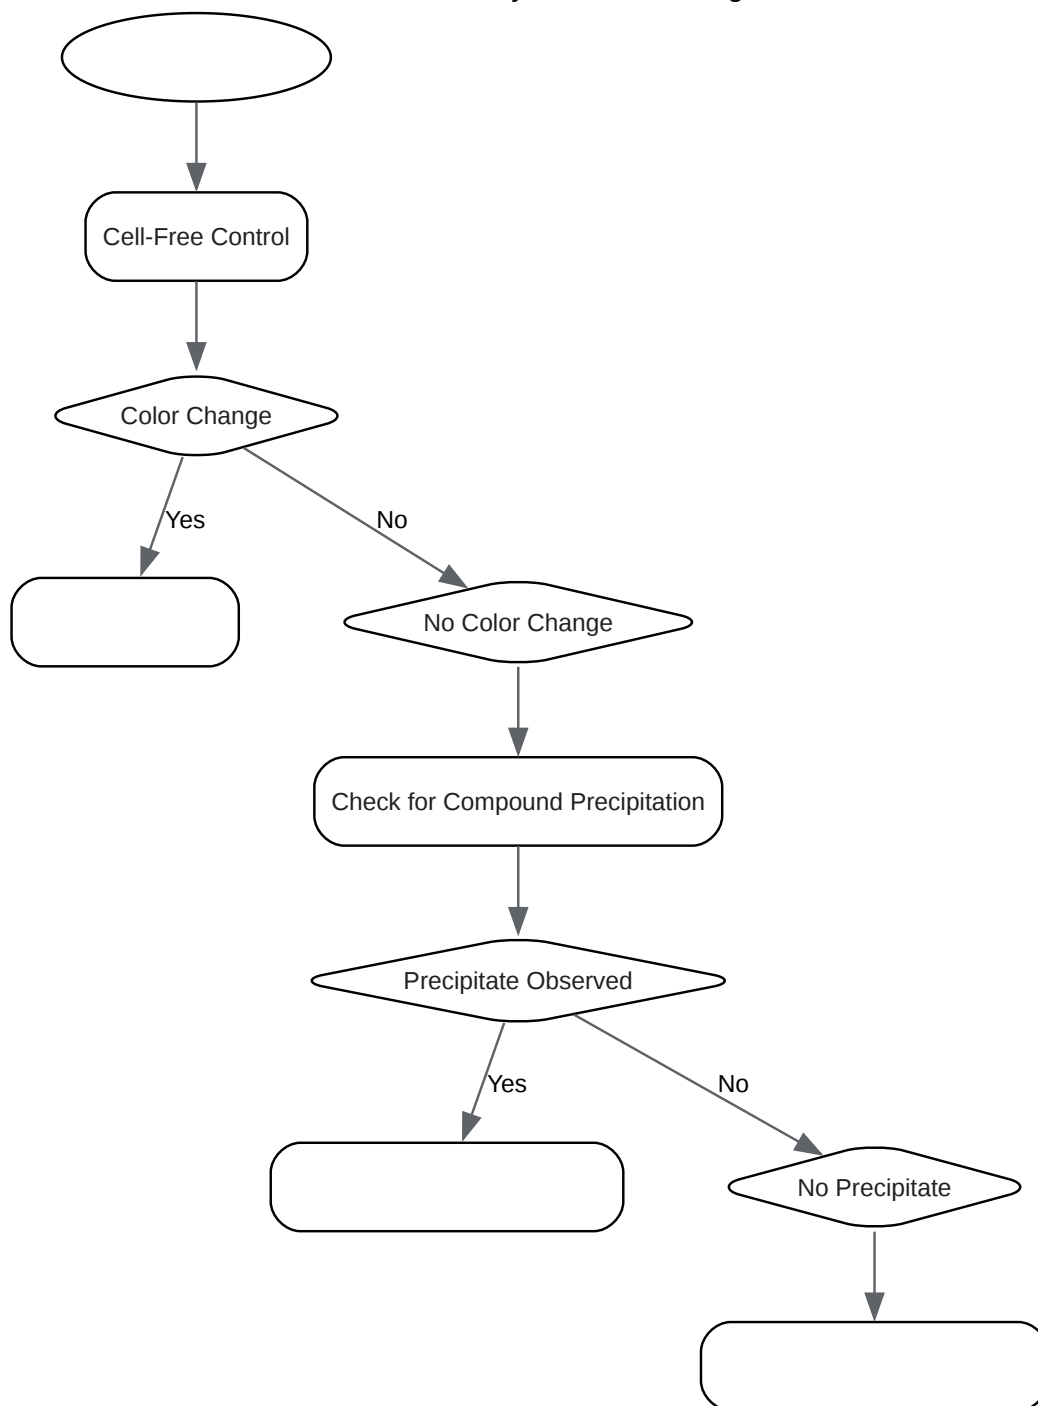 Cell-Free Control
Color Change
Yes
No
No Color Change
Check for Compound Precipitation
Precipitate Observed
Yes
No
No Precipitate